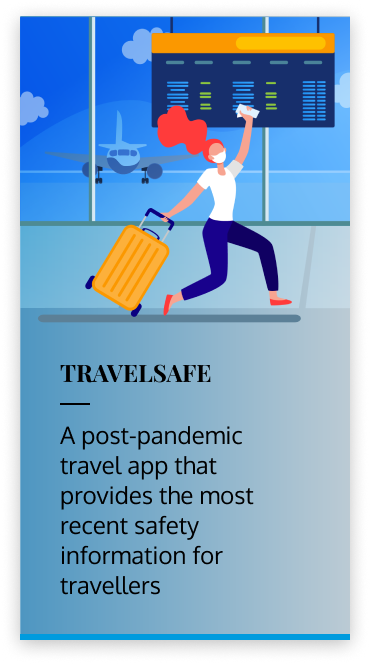 TRAVELSAFE
A post-pandemic
travel app that
provides the most
recent safety
information for
travellers